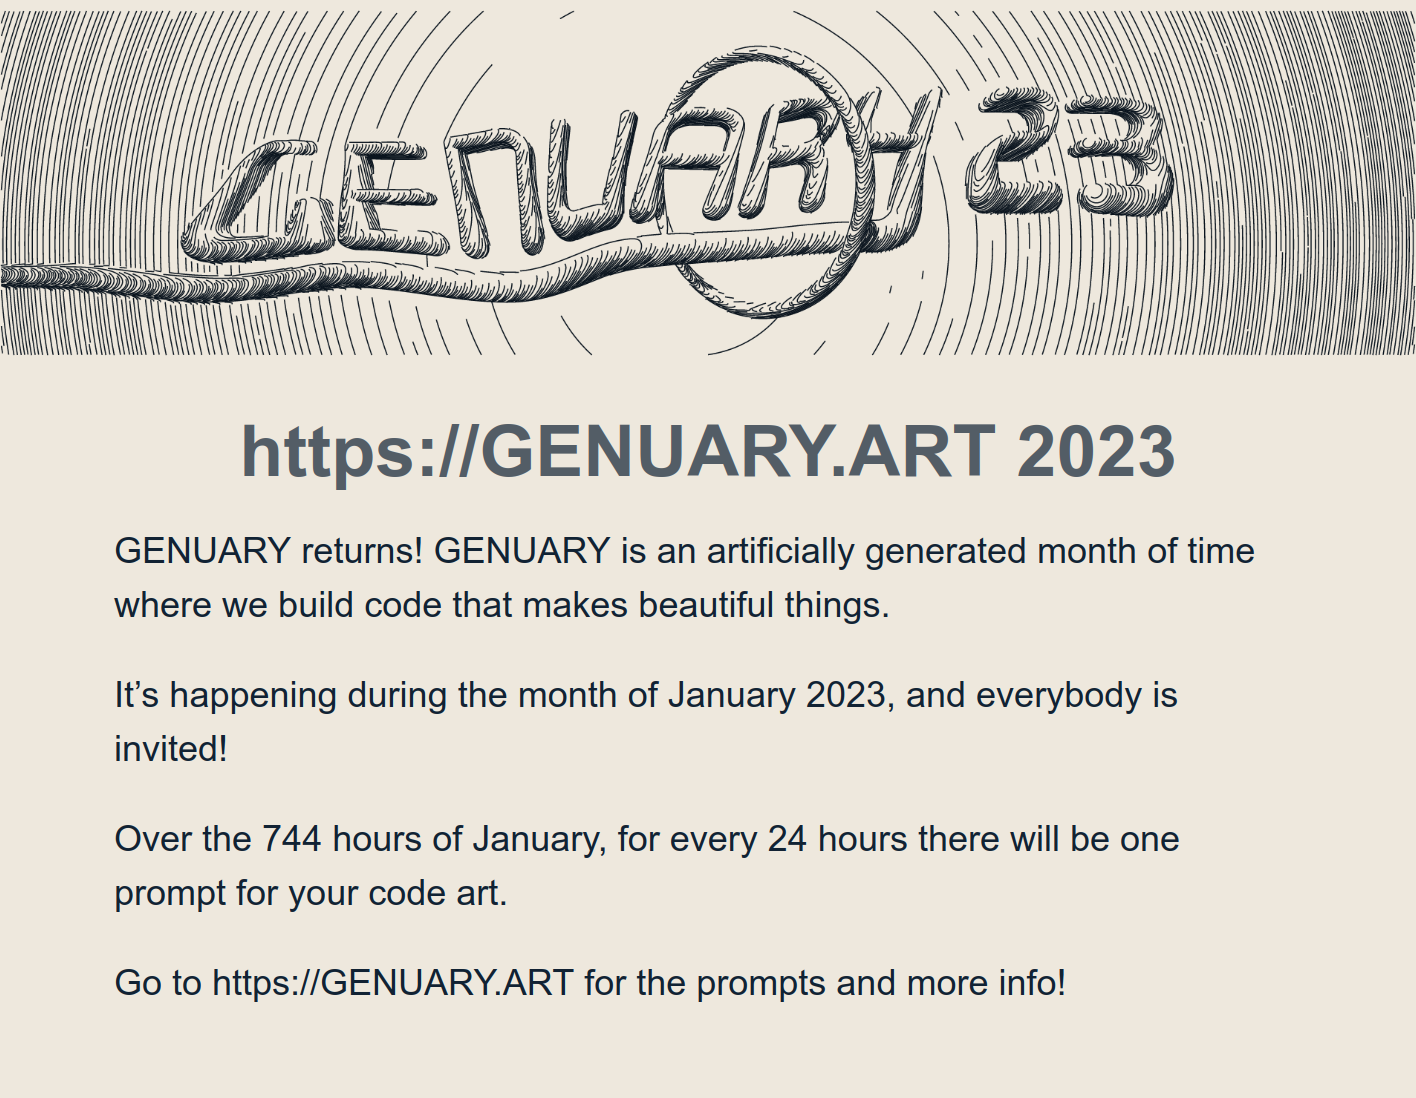 GENUARY 23
https://GENUARY.ART 2023
GENUARY returns! GENUARY is an artificially generated month of time
where we build code that makes beautiful things.
It’s happening during the month of January 2023, and everybody is
invited!
Over the 744 hours of January, for every 24 hours there will be one
prompt for your code art.
Go to https://GENUARY.ART for the prompts and more info!